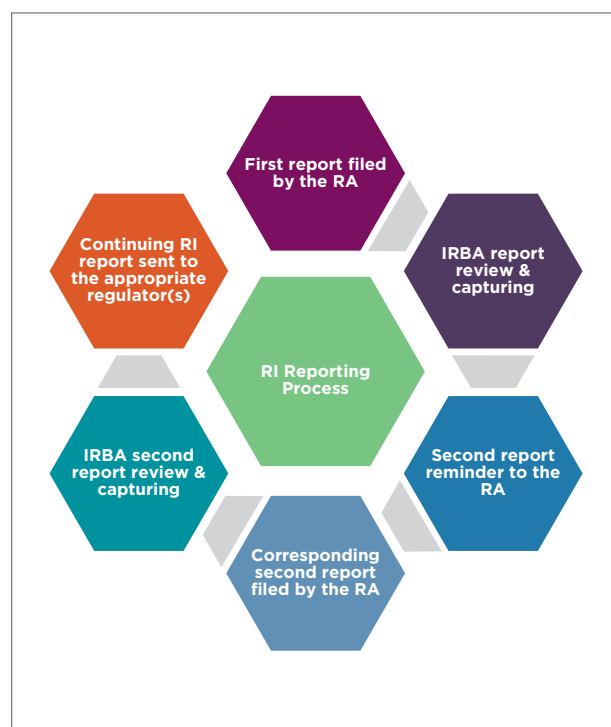 First report filed
by the RA
IRBA report
review &
capturing
Second report
reminder to the
RA
Corresponding
second report
filed by the RA
IRBA second
report review &
capturing
Continuing RI
report sent to
the appropriate
regulator(s)
RI Reporting
Process